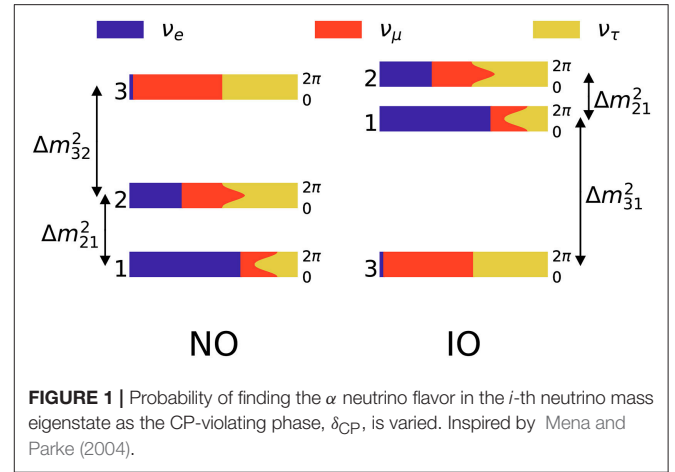 νe νμ ντ
3 2π
0
Δm²32
2 2π
0
Δm²21
1 2π
0
NO
2 2π
0
Δm²21
1 2π
0
Δm²31
3 2π
0
IO
FIGURE 1 | Probability of finding the α neutrino flavor in the i-th neutrino mass
eigenstate as the CP-violating phase, δCP, is varied. Inspired by Mena and
Parke (2004).